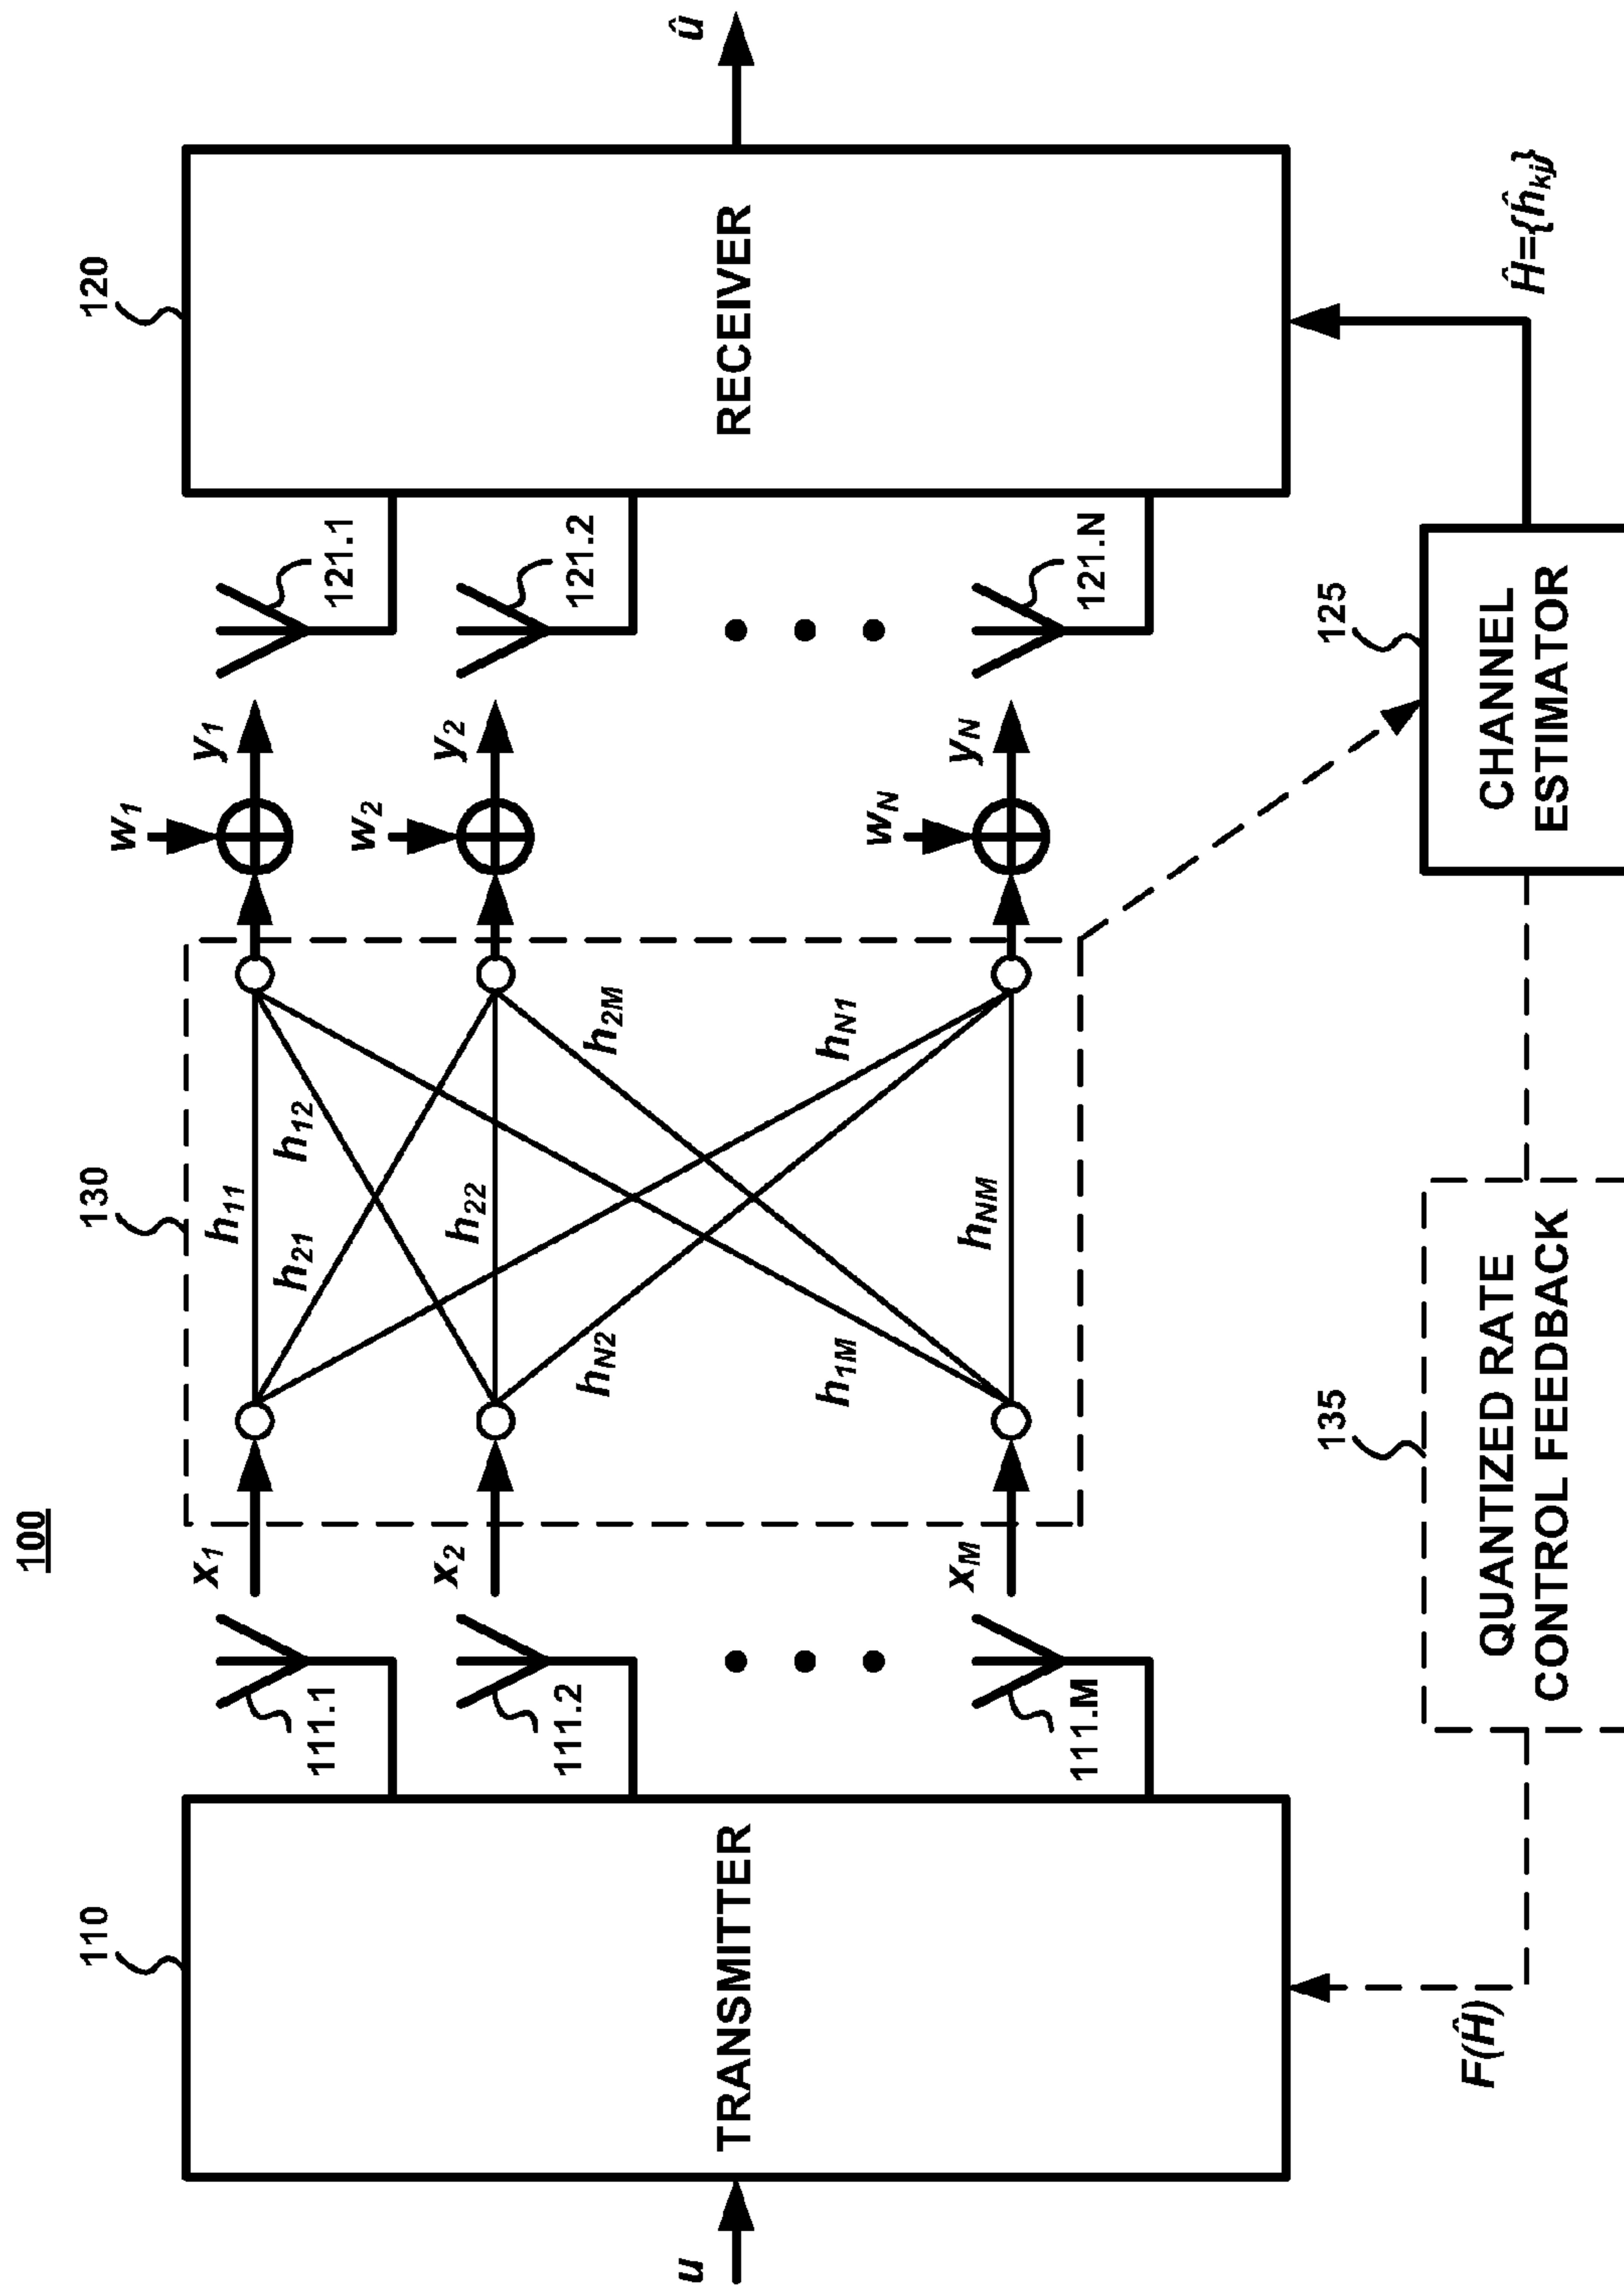 100
110
120
130
u
TRANSMITTER
111.1
111.2
111.M
x1
x2
xM
h11
h12
h21
h22
h2M
hN1
hN2
h1M
hNM
w1
w2
wN
y1
y2
yN
121.1
121.2
121.N
RECEIVER
û
135
125
F(Ĥ)
QUANTIZED RATE
CONTROL FEEDBACK
CHANNEL
ESTIMATOR
Ĥ={ĥkj}